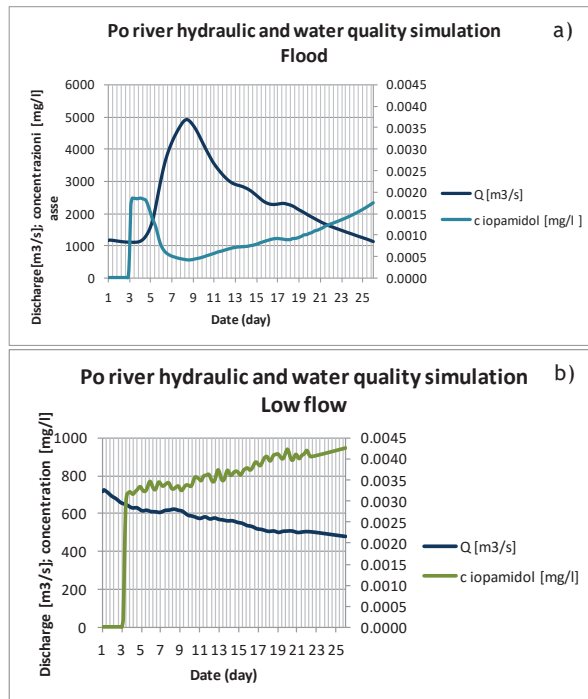 Po river hydraulic and water quality simulation
Flood
a)
Discharge[m3/s]; concentrazioni [mg/l]
asse
6000
5000
4000
3000
2000
1000
0
0.0045
0.0040
0.0035
0.0030
0.0025
0.0020
0.0015
0.0010
0.0005
0.0000
1 3 5 7 9 11 13 15 17 19 21 23 25
Date (day)
Q [m3/s]
c iopamidol [mg/l ]
Po river hydraulic and water quality simulation
Low flow
b)
Discharge [m3/s]; concentration [mg/l]
1000
800
600
400
200
0
0.0045
0.0040
0.0035
0.0030
0.0025
0.0020
0.0015
0.0010
0.0005
0.0000
1 3 5 7 9 11 13 15 17 19 21 23 25
Date (day)
Q [m3/s]
c iopamidol [mg/l]